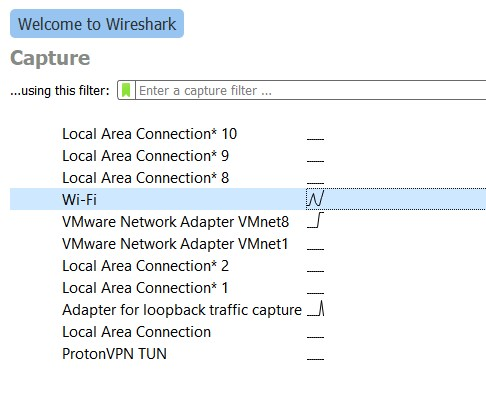 Welcome to Wireshark
Capture
...using this filter: Enter a capture filter ...
Local Area Connection* 10
Local Area Connection* 9
Local Area Connection* 8
Wi-Fi
VMware Network Adapter VMnet8
VMware Network Adapter VMnet1
Local Area Connection* 2
Local Area Connection* 1
Adapter for loopback traffic capture
Local Area Connection
ProtonVPN TUN